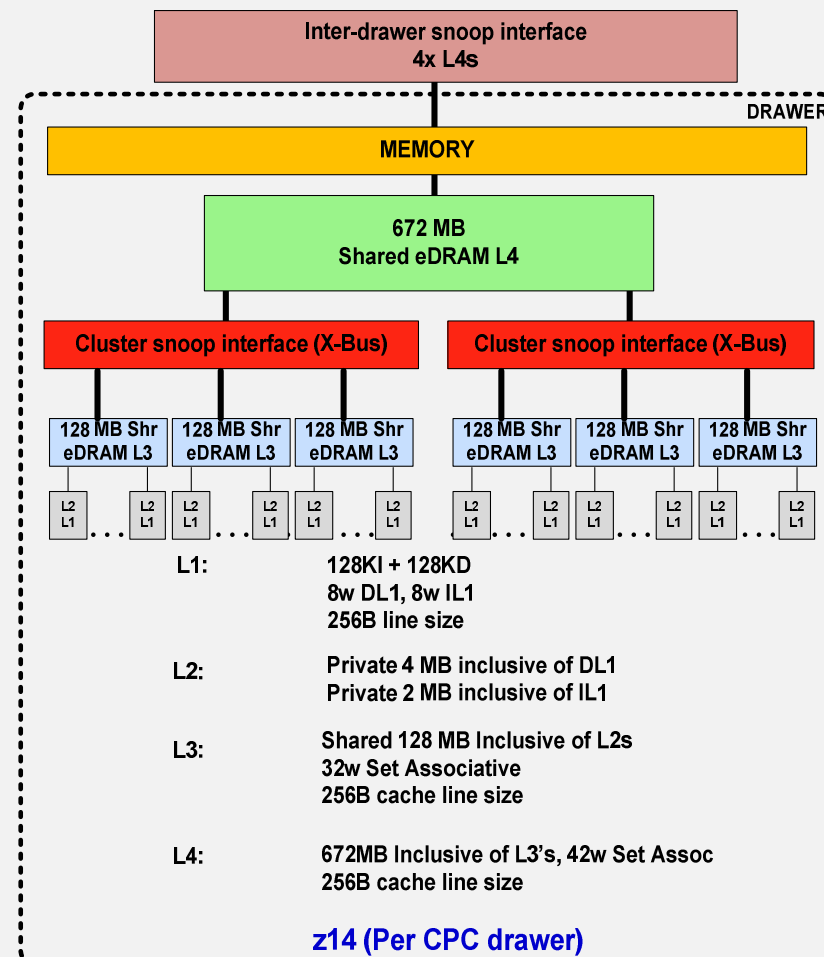 Inter-drawer snoop interface
4x L4s
DRAWER
MEMORY
672 MB
Shared eDRAM L4
Cluster snoop interface (X-Bus)
Cluster snoop interface (X-Bus)
128 MB Shr
eDRAM L3
128 MB Shr
eDRAM L3
128 MB Shr
eDRAM L3
128 MB Shr
eDRAM L3
128 MB Shr
eDRAM L3
128 MB Shr
eDRAM L3
L2
L1
. . .
L2
L1
L2
L1
. . .
L2
L1
L2
L1
. . .
L2
L1
L2
L1
. . .
L2
L1
L2
L1
. . .
L2
L1
L2
L1
. . .
L2
L1
L1:
128KI + 128KD
8w DL1, 8w IL1
256B line size
L2:
Private 4 MB inclusive of DL1
Private 2 MB inclusive of IL1
L3:
Shared 128 MB Inclusive of L2s
32w Set Associative
256B cache line size
L4:
672MB Inclusive of L3's, 42w Set Assoc
256B cache line size
z14 (Per CPC drawer)